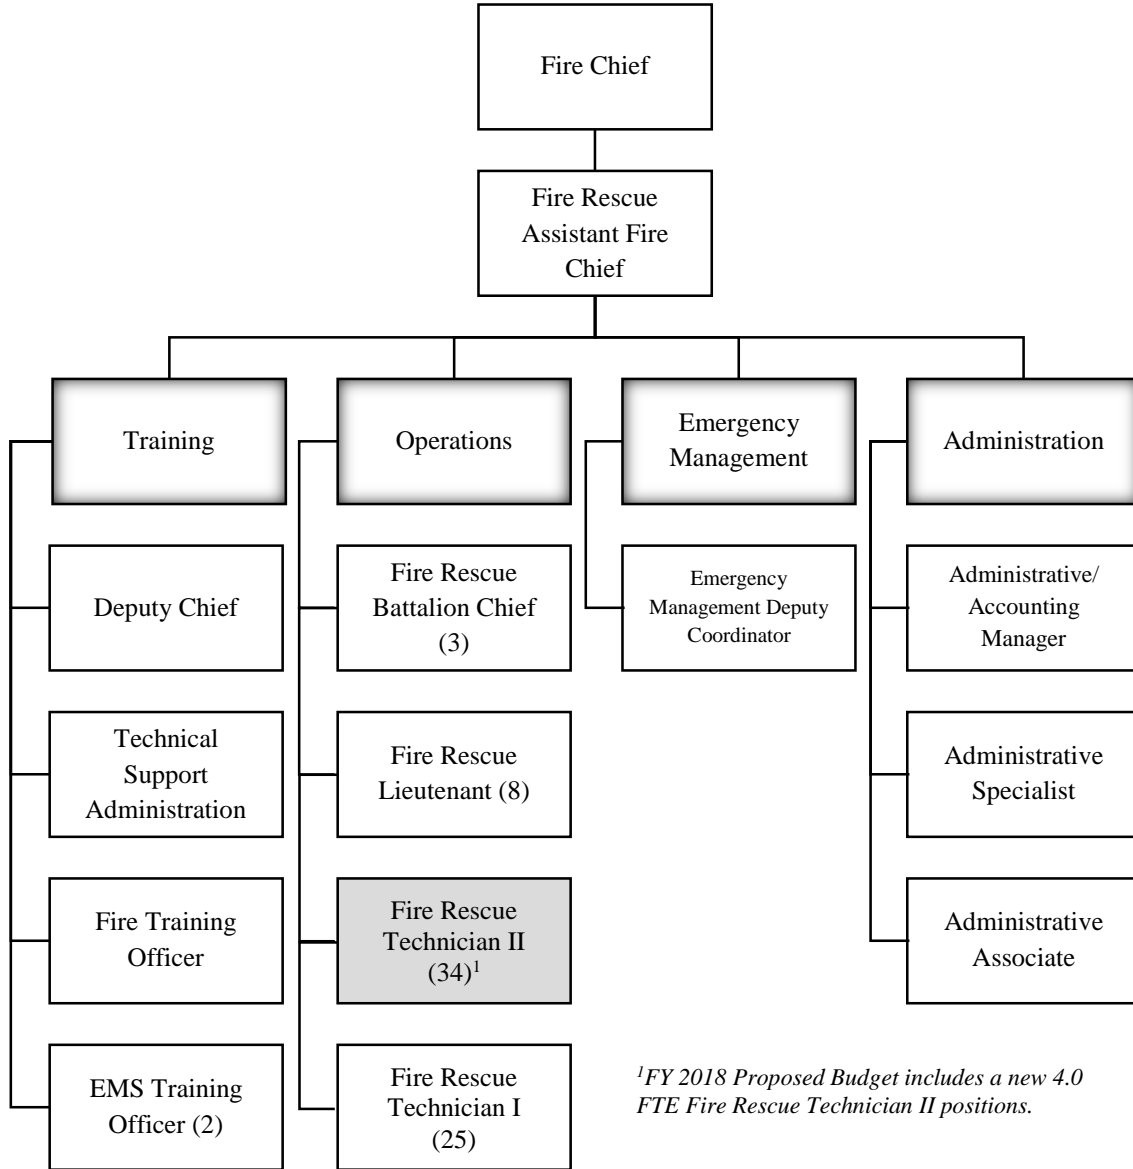 Fire Chief
Fire Rescue
Assistant Fire
Chief
Training
Operations
Emergency
Management
Administration
Deputy Chief
Fire Rescue
Battalion Chief
(3)
Emergency
Management Deputy
Coordinator
Administrative/
Accounting
Manager
Technical
Support
Administration
Fire Rescue
Lieutenant (8)
Administrative
Specialist
Fire Training
Officer
Fire Rescue
Technician II
(34)¹
Administrative
Associate
EMS Training
Officer (2)
Fire Rescue
Technician I
(25)
¹FY 2018 Proposed Budget includes a new 4.0
FTE Fire Rescue Technician II positions.